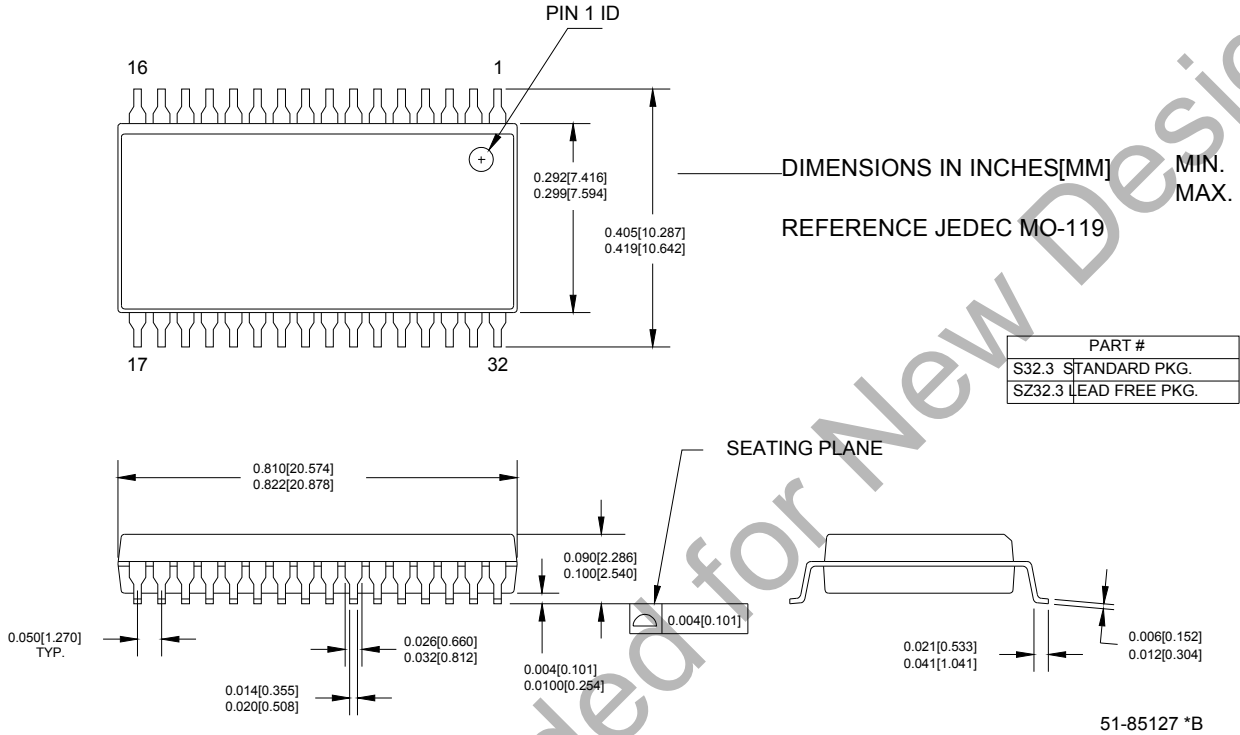 PIN 1 ID
16 1
0.292[7.416]
0.299[7.594]
0.405[10.287]
0.419[10.642]
DIMENSIONS IN INCHES[MM] MIN.
MAX.
REFERENCE JEDEC MO-119
17 32
PART #
S32.3 STANDARD PKG.
SZ32.3 LEAD FREE PKG.
SEATING PLANE
0.810[20.574]
0.822[20.878]
0.090[2.286]
0.100[2.540]
0.004[0.101]
0.050[1.270]
TYP.
0.026[0.660]
0.032[0.812]
0.014[0.355]
0.020[0.508]
0.004[0.101]
0.0100[0.254]
0.021[0.533]
0.041[1.041]
0.006[0.152]
0.012[0.304]
51-85127 *B
ded for New Desig